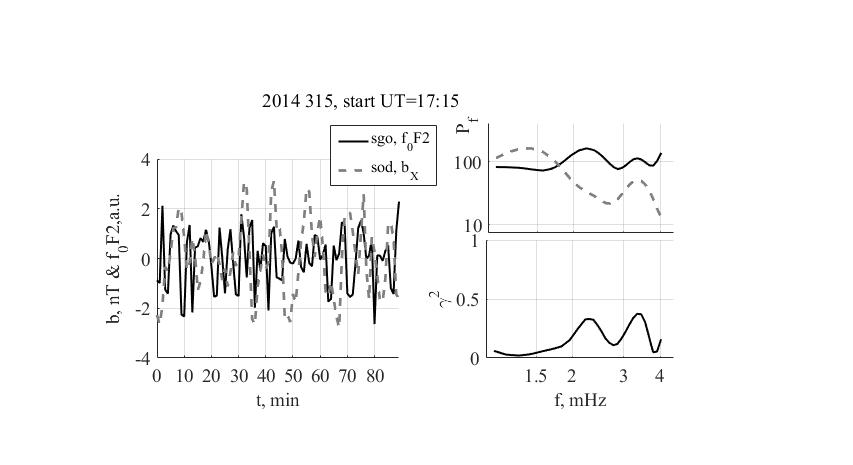 2014 315, start UT=17:15
sgo, f0F2
sod, bX
b, nT & f0F2,a.u.
4
2
0
-2
-4
0 10 20 30 40 50 60 70 80
t, min
Pf
100
10
γ2
1
0.5
0
1.5 2 3 4
f, mHz